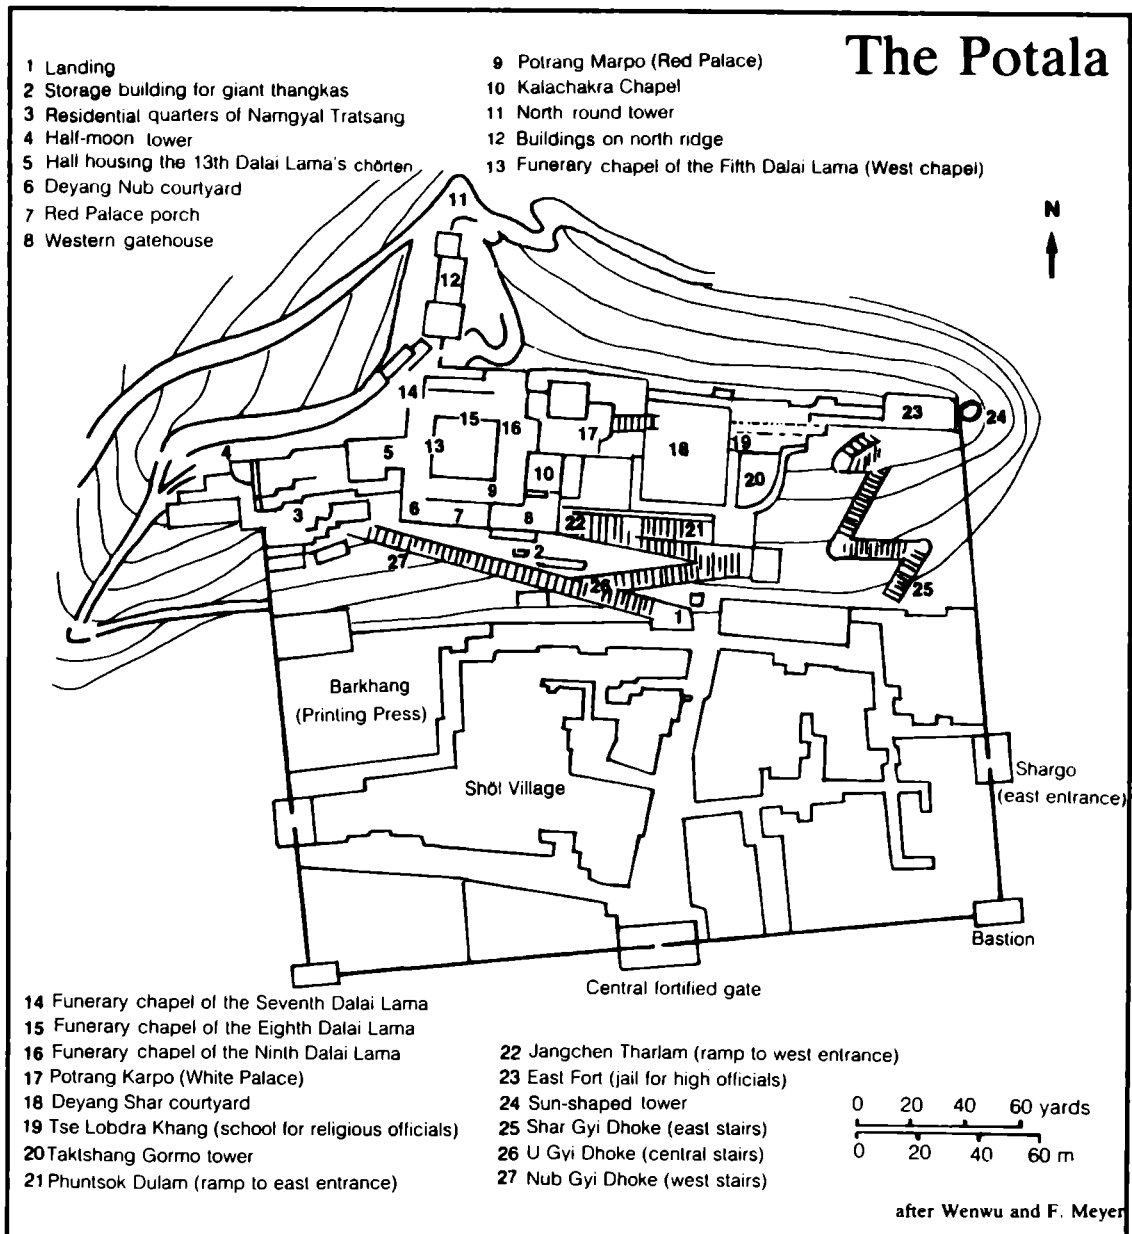 The Potala
1 Landing
2 Storage building for giant thangkas
3 Residential quarters of Namgyal Tratsang
4 Half-moon tower
5 Hall housing the 13th Dalai Lama's chörten
6 Deyang Nub courtyard
7 Red Palace porch
8 Western gatehouse
9 Potrang Marpo (Red Palace)
10 Kalachakra Chapel
11 North round tower
12 Buildings on north ridge
13 Funerary chapel of the Fifth Dalai Lama (West chapel)
N
11
12
14
15
16
17
13
5
4
10
18
19
20
23
24
3
6
9
7
8
22
21
2
27
26
25
1
Barkhang
(Printing Press)
Shöl Village
Shargo
(east entrance)
Bastion
Central fortified gate
14 Funerary chapel of the Seventh Dalai Lama
15 Funerary chapel of the Eighth Dalai Lama
16 Funerary chapel of the Ninth Dalai Lama
17 Potrang Karpo (White Palace)
18 Deyang Shar courtyard
19 Tse Lobdra Khang (school for religious officials)
20 Taktshang Gormo tower
21 Phuntsok Dulam (ramp to east entrance)
22 Jangchen Tharlam (ramp to west entrance)
23 East Fort (jail for high officials)
24 Sun-shaped tower
25 Shar Gyi Dhoke (east stairs)
26 U Gyi Dhoke (central stairs)
27 Nub Gyi Dhoke (west stairs)
0 20 40 60 yards
0 20 40 60 m
after Wenwu and F. Meyer